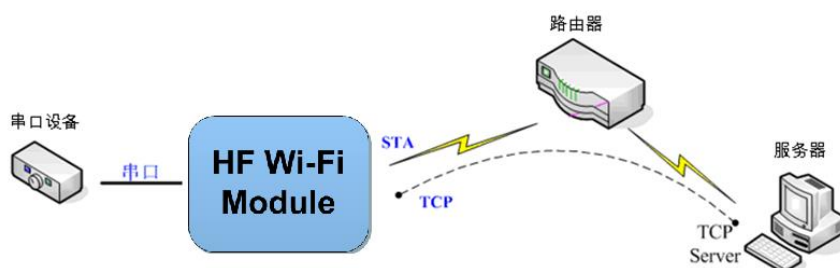 路由器
串口设备
串口
HF Wi-Fi
Module
STA
TCP
服务器
TCP
Server